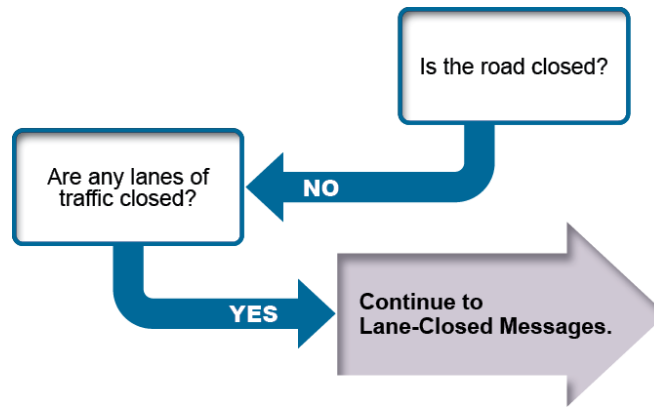 Is the road closed?
NO
Are any lanes of
traffic closed?
YES
Continue to
Lane-Closed Messages.